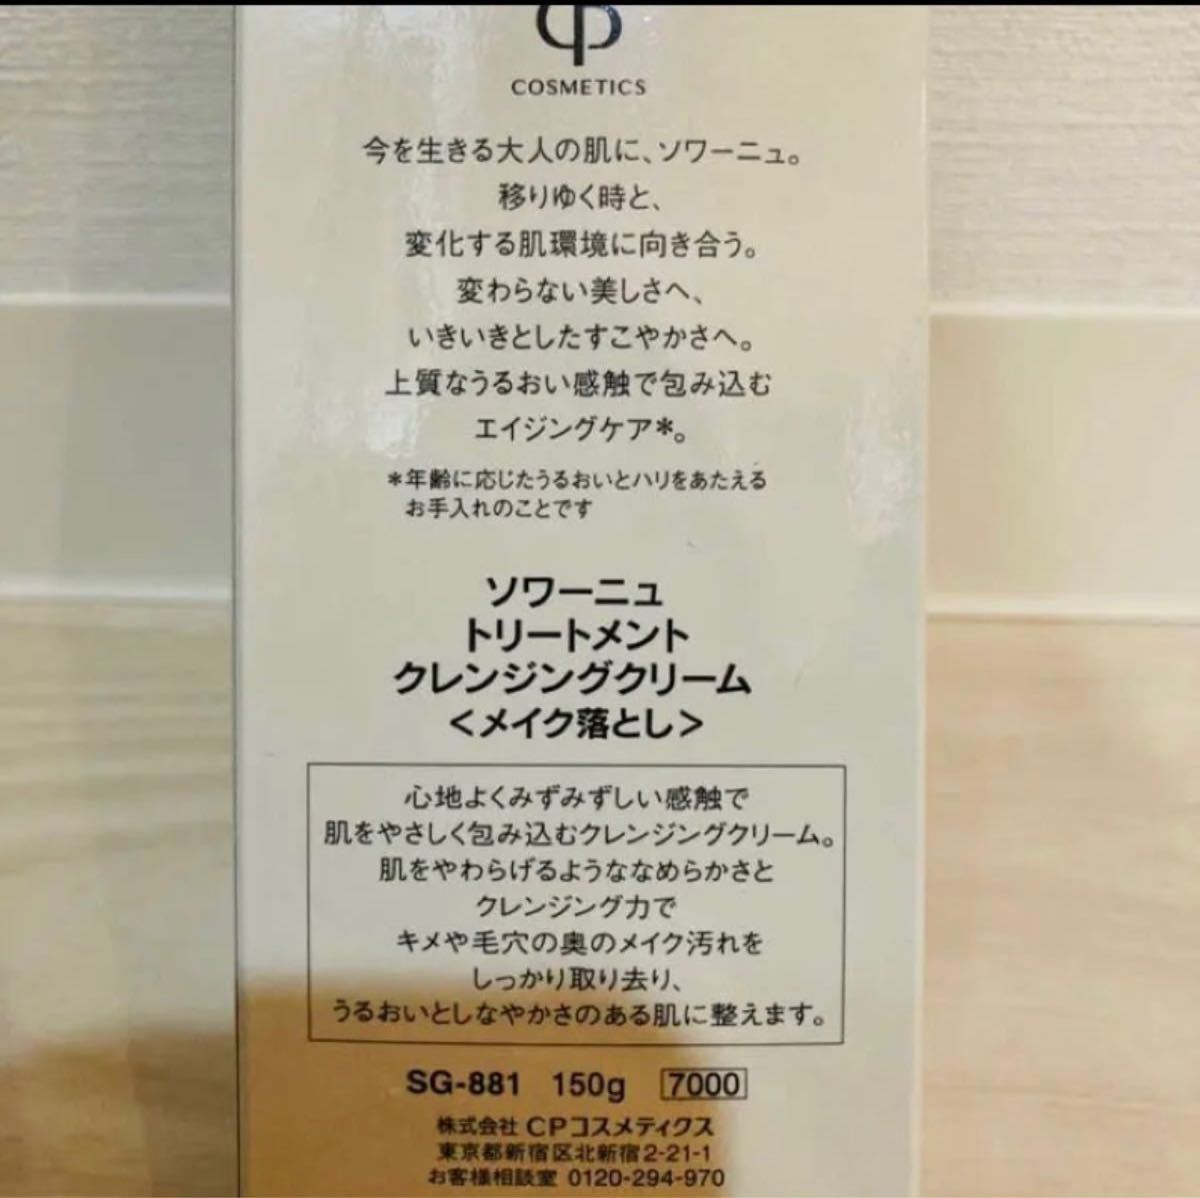 cp
COSMETICS
今を生きる大人の肌に、ソワーニュ。
移りゆく時と、
変化する肌環境に向き合う。
変わらない美しさへ、
いきいきとしたすこやかさへ。
上質なうるおい感触で包み込む
エイジングケア*。
*年齢に応じたうるおいとハリをあたえる
お手入れのことです
ソワーニュ
トリートメント
クレンジングクリーム
<メイク落とし>
心地よくみずみずしい感触で
肌をやさしく包み込むクレンジングクリーム。
肌をやわらげるようななめらかさと
クレンジング力で
キメや毛穴の奥のメイク汚れを
しっかり取り去り、
うるおいとしなやかさのある肌に整えます。
SG-881 150g 7000
株式会社 CPコスメティクス
東京都新宿区北新宿2-21-1
お客様相談室 0120-294-970